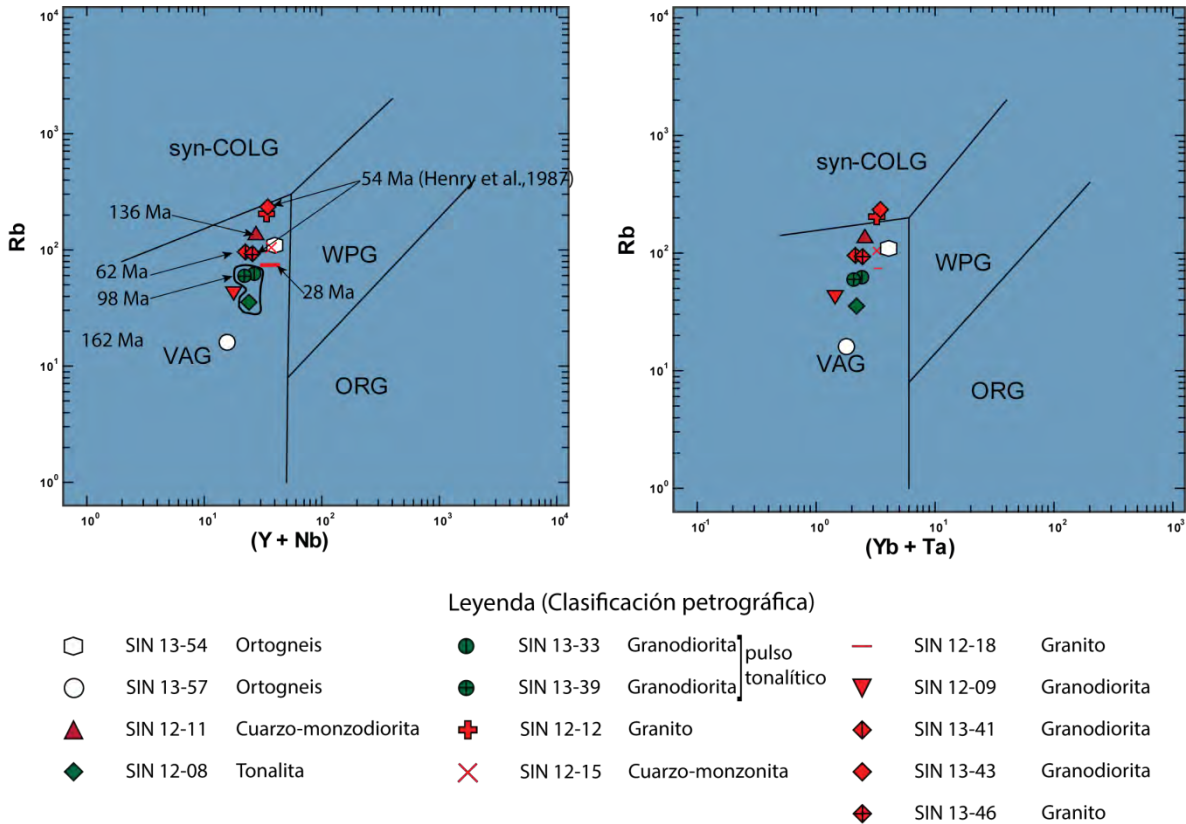 10⁴
10³
10²
10¹
10⁰
Rb
syn-COLG
54 Ma (Henry et al.,1987)
136 Ma
WPG
62 Ma
98 Ma
28 Ma
162 Ma
VAG
ORG
10⁰
10¹
10²
10³
10⁴
(Y + Nb)
10⁴
10³
10²
10¹
10⁰
Rb
syn-COLG
WPG
VAG
ORG
10⁻¹
10⁰
10¹
10²
10³
(Yb + Ta)
Leyenda (Clasificación petrográfica)
SIN 13-54 Ortogneis
SIN 13-57 Ortogneis
SIN 12-11 Cuarzo-monzodiorita
SIN 12-08 Tonalita
SIN 13-33 Granodiorita
SIN 13-39 Granodiorita
pulso
tonalítico
SIN 12-12 Granito
SIN 12-15 Cuarzo-monzonita
SIN 12-18 Granito
SIN 12-09 Granodiorita
SIN 13-41 Granodiorita
SIN 13-43 Granodiorita
SIN 13-46 Granito